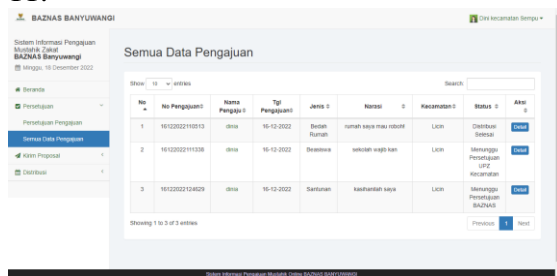 BAZNAS BANYUWANGI
Dini kecamatan Sempu
Sistem Informasi Pengajuan
Mustahik Zakat
BAZNAS Banyuwangi
Minggu, 18 Desember 2022
Semua Data Pengajuan
Show 10 entries
Search
Beranda
Persetujuan
Persetujuan Pengajuan
Semua Data Pengajuan
Kirim Proposal
Distribusi
No No Pengajuan Nama Pengaju Tgl Pengajuan Jenis Narasi Kecamatan Status Aksi
1 16122022110513 dinia 16-12-2022 Bedah Rumah rumah saya mau roboh! Licin Distribusi Selesai Detail
2 16122022111338 dinia 16-12-2022 Beasiswa sekolah wajib kan Licin Menunggu Persetujuan UPZ Kecamatan Detail
3 16122022124629 dinia 16-12-2022 Santunan kasihanilah saya Licin Menunggu Persetujuan BAZNAS Detail
Showing 1 to 3 of 3 entries
Previous 1 Next
Sistem Informasi Pengajuan Mustahik Online BAZNAS BANYUWANGI